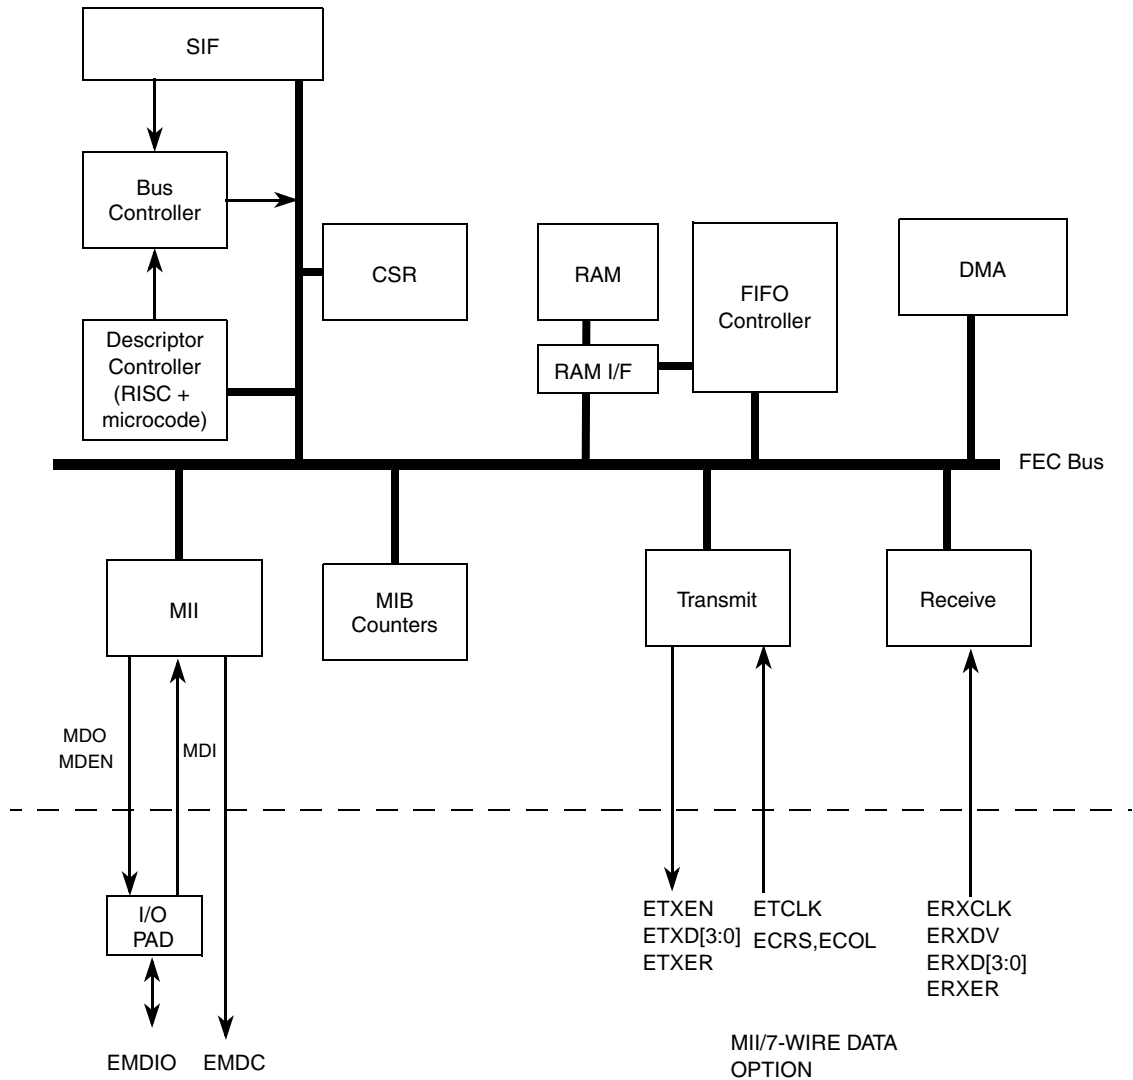 SIF
Bus
Controller
CSR
RAM
FIFO
Controller
DMA
Descriptor
Controller
(RISC +
microcode)
RAM I/F
FEC Bus
MII
MIB
Counters
Transmit
Receive
MDO
MDEN
MDI
I/O
PAD
ETXEN
ETXD[3:0]
ETXER
ETCLK
ECRS,ECOL
ERXCLK
ERXDV
ERXD[3:0]
ERXER
EMDIO
EMDC
MII/7-WIRE DATA
OPTION